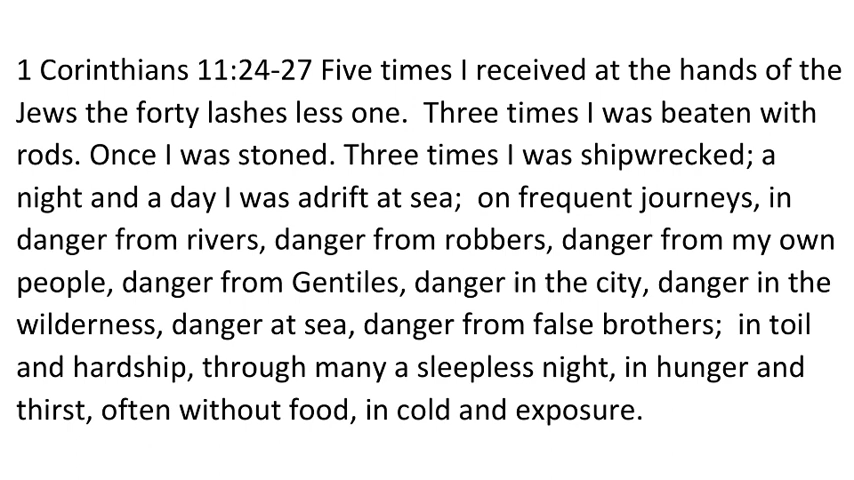 1 Corinthians 11:24-27 Five times I received at the hands of the
Jews the forty lashes less one.  Three times I was beaten with
rods. Once I was stoned. Three times I was shipwrecked; a
night and a day I was adrift at sea;  on frequent journeys, in
danger from rivers, danger from robbers, danger from my own
people, danger from Gentiles, danger in the city, danger in the
wilderness, danger at sea, danger from false brothers;  in toil
and hardship, through many a sleepless night, in hunger and
thirst, often without food, in cold and exposure.